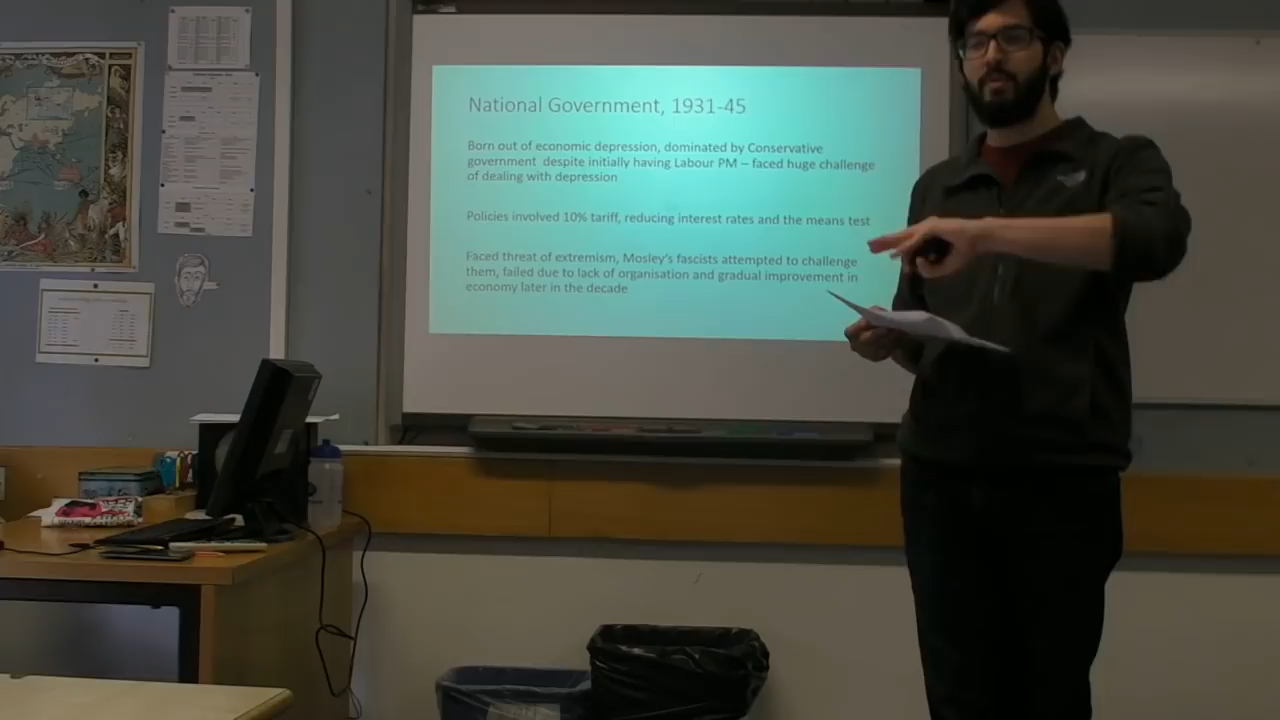 National Government, 1931-45
Born out of economic depression, dominated by Conservative
government despite initially having Labour PM – faced huge challenge
of dealing with depression
Policies involved 10% tariff, reducing interest rates and the means test
Faced threat of extremism, Mosley's fascists attempted to challenge
them, failed due to lack of organisation and gradual improvement in
economy later in the decade